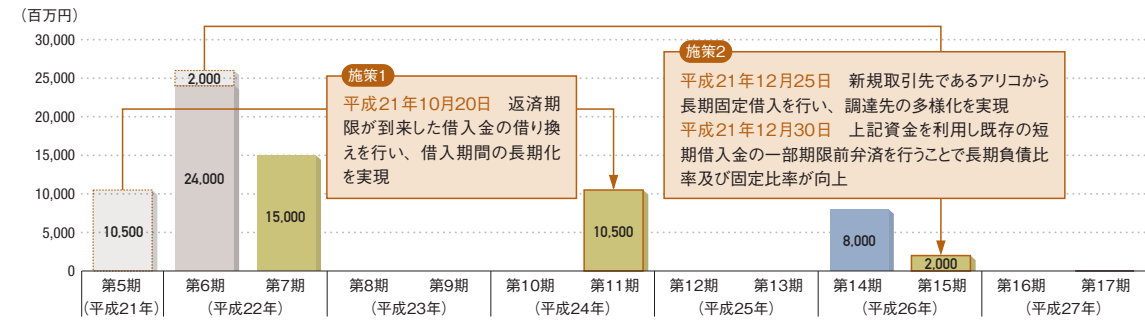 （百万円）
30,000
25,000
20,000
15,000
10,000
5,000
0
2,000
24,000
10,500
15,000
10,500
8,000
2,000
施策1
平成21年10月20日　返済期
限が到来した借入金の借り換
えを行い、借入期間の長期化
を実現
施策2
平成21年12月25日　新規取引先であるアリコから
長期固定借入を行い、調達先の多様化を実現
平成21年12月30日　上記資金を利用し既存の短
期借入金の一部期限前弁済を行うことで長期負債比
率及び固定比率が向上
第5期 第6期 第7期 第8期 第9期 第10期 第11期 第12期 第13期 第14期 第15期 第16期 第17期
（平成21年） （平成22年） （平成23年） （平成24年） （平成25年） （平成26年） （平成27年）